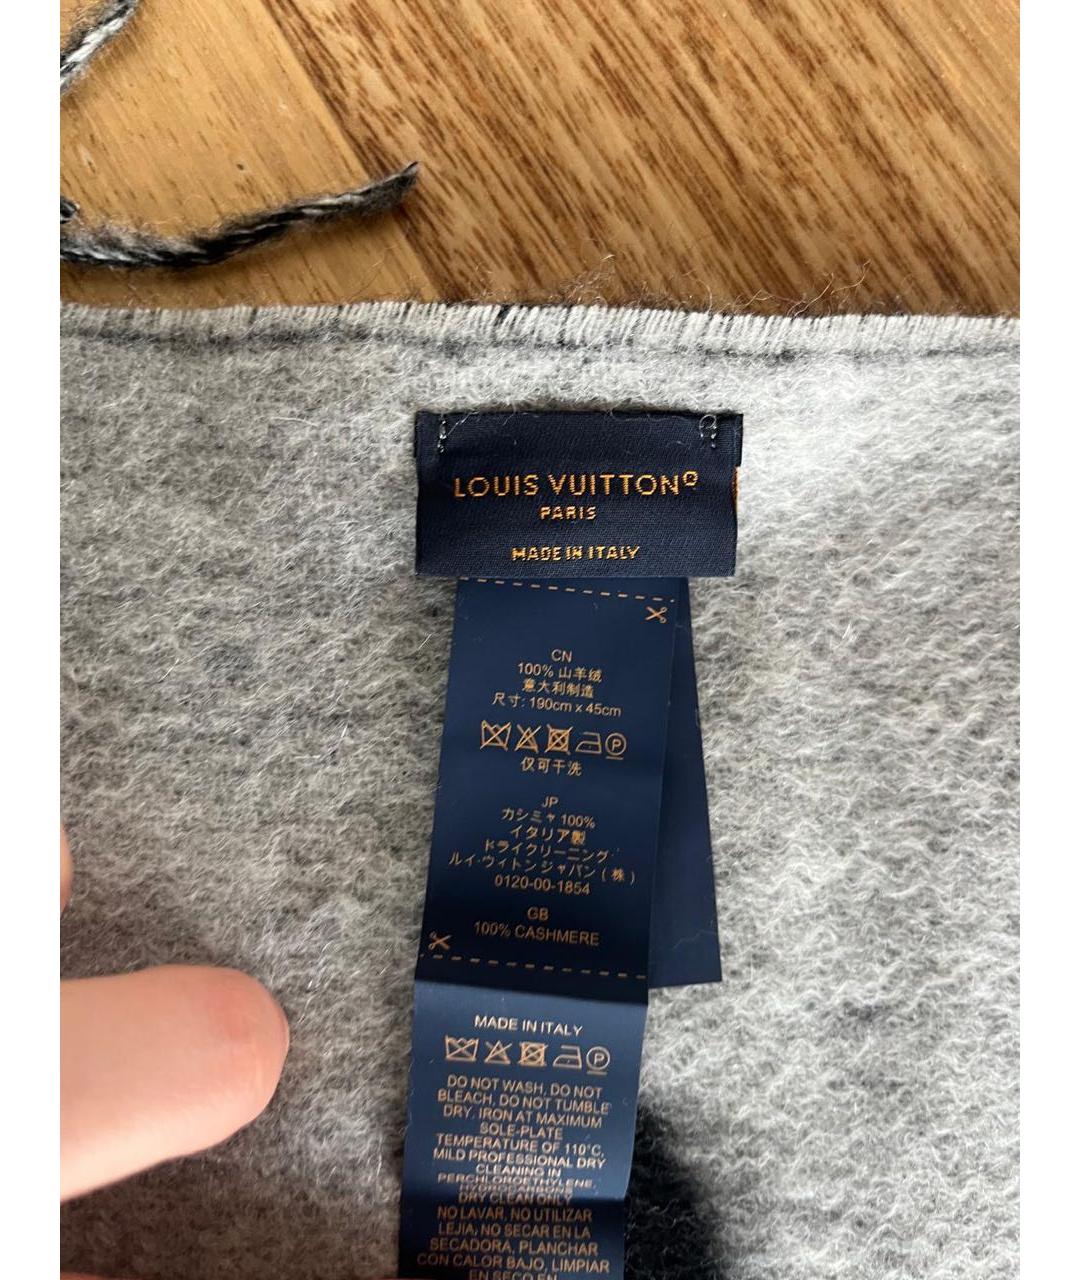 LOUIS VUITTON®
PARIS
MADE IN ITALY
CN
100% 山羊绒
意大利制造
尺寸: 190cm x 45cm
P
仅可干洗
JP
カシミヤ 100%
イタリア製
ドライクリーニング
ルイ·ウィトンジャパン(株)
0120-00-1854
GB
100% CASHMERE
MADE IN ITALY
P
DO NOT WASH, DO NOT
BLEACH, DO NOT TUMBLE
DRY, IRON AT MAXIMUM
SOLE-PLATE
TEMPERATURE OF 110°C,
MILD PROFESSIONAL DRY
CLEANING IN
PERCHLOROETHYLENE,
HYDROCARBONS
DRY CLEAN ONLY
NO LAVAR, NO UTILIZAR
LEJIA, NO SECAR EN LA
SECADORA, PLANCHAR
CON CALOR BAJO, LIMPIAR
EN SECO EN